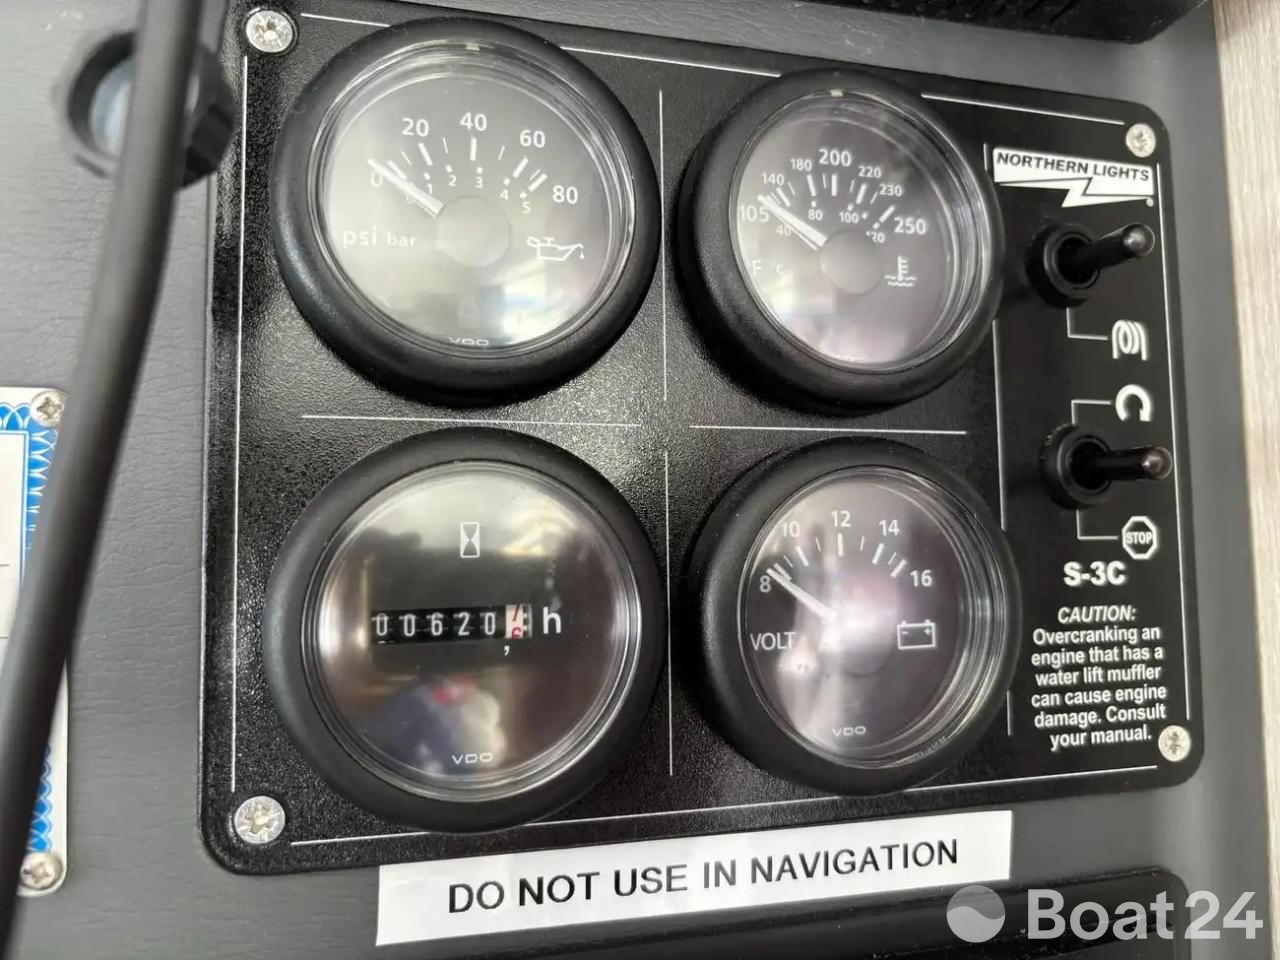 0 20 40 60 80
0 1 2 3 4 5
psi bar
VDO
105 140 180 200 220 230 250
40 80 100 120
°F °C
VDO
NORTHERN LIGHTS
00620 h
,
VDO
8 10 12 14 16
VOLT
VDO
STOP
S-3C
CAUTION:
Overcranking an
engine that has a
water lift muffler
can cause engine
damage. Consult
your manual.
DO NOT USE IN NAVIGATION
Boat24